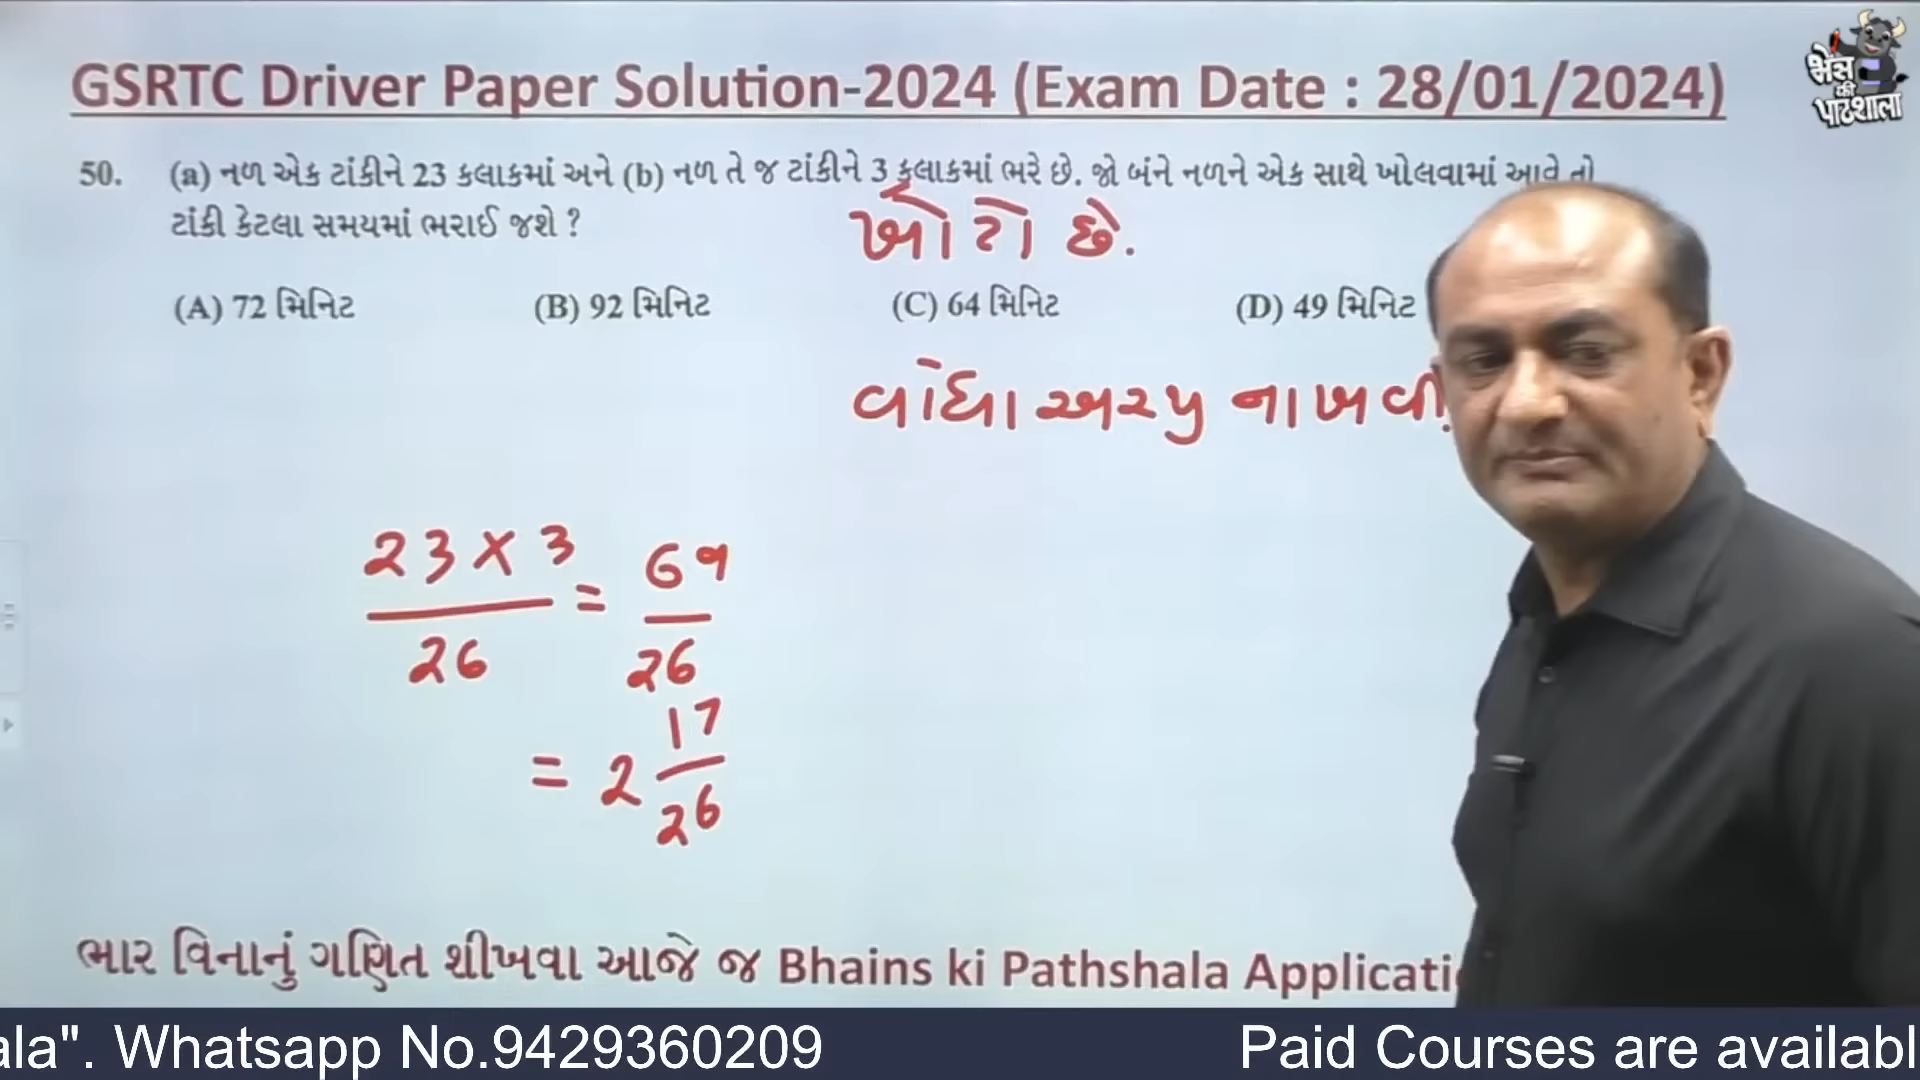 भैंस
की
पाठशाला
GSRTC Driver Paper Solution-2024 (Exam Date : 28/01/2024)
50. (a) નળ એક ટાંકીને 23 કલાકમાં અને (b) નળ તે જ ટાંકીને 3 કલાકમાં ભરે છે. જો બંને નળને એક સાથે ખોલવામાં આવે તો
ટાંકી કેટલા સમયમાં ભરાઈ જશે ?
ખોટો છે.
(A) 72 મિનિટ (B) 92 મિનિટ (C) 64 મિનિટ (D) 49 મિનિટ
વાંધા અરજી નાખવી.
23 × 3 / 26 = 69 / 26
= 2 17/26
ભાર વિનાનું ગણિત શીખવા આજે જ Bhains ki Pathshala Applicati
ala". Whatsapp No.9429360209 Paid Courses are availabl